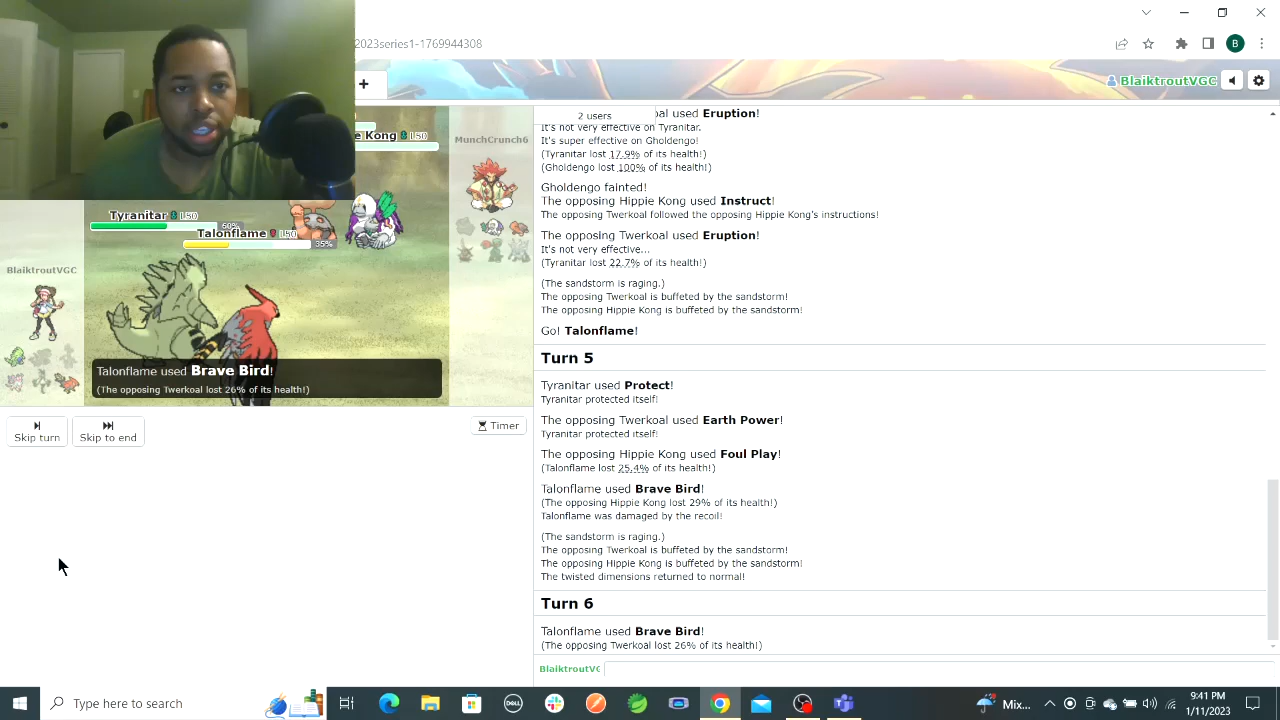 2023series1-1769944308
B
+
BlaiktroutVGC
2 users
al used Eruption!
It's not very effective on Tyranitar.
It's super effective on Gholdengo!
(Tyranitar lost 17.9% of its health!)
(Gholdengo lost 100% of its health!)
Gholdengo fainted!
The opposing Hippie Kong used Instruct!
The opposing Twerkoal followed the opposing Hippie Kong's instructions!
The opposing Twerkoal used Eruption!
It's not very effective...
(Tyranitar lost 22.7% of its health!)
(The sandstorm is raging.)
The opposing Twerkoal is buffeted by the sandstorm!
The opposing Hippie Kong is buffeted by the sandstorm!
Go! Talonflame!
Turn 5
Tyranitar used Protect!
Tyranitar protected itself!
The opposing Twerkoal used Earth Power!
Tyranitar protected itself!
The opposing Hippie Kong used Foul Play!
(Talonflame lost 25.4% of its health!)
Talonflame used Brave Bird!
(The opposing Hippie Kong lost 29% of its health!)
Talonflame was damaged by the recoil!
(The sandstorm is raging.)
The opposing Twerkoal is buffeted by the sandstorm!
The opposing Hippie Kong is buffeted by the sandstorm!
The twisted dimensions returned to normal!
Turn 6
Talonflame used Brave Bird!
(The opposing Twerkoal lost 26% of its health!)
BlaiktroutVC
e Kong L50
MunchCrunch6
Tyranitar L50
60%
Talonflame L50
35%
BlaiktroutVGC
Talonflame used Brave Bird!
(The opposing Twerkoal lost 26% of its health!)
Skip turn
Skip to end
Timer
Type here to search
DELL
Mix...
9:41 PM
1/11/2023